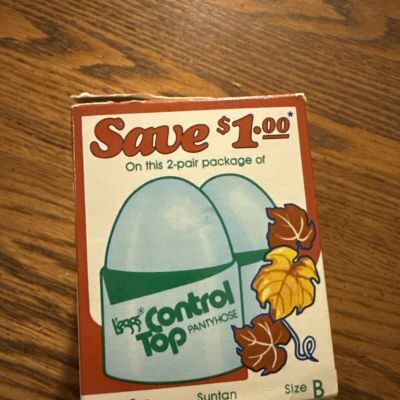 Save $1.00*
On this 2-pair package of
L'eggs® Control
Top PANTYHOSE
Suntan
Size B